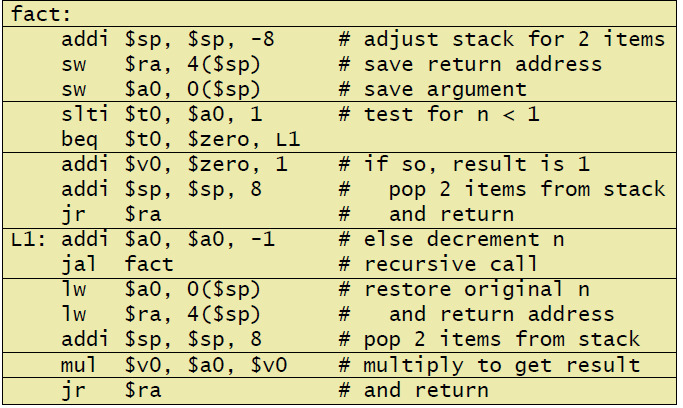 fact:
addi $sp, $sp, -8 # adjust stack for 2 items
sw $ra, 4($sp) # save return address
sw $a0, 0($sp) # save argument
slti $t0, $a0, 1 # test for n < 1
beq $t0, $zero, L1
addi $v0, $zero, 1 # if so, result is 1
addi $sp, $sp, 8 # pop 2 items from stack
jr $ra # and return
L1: addi $a0, $a0, -1 # else decrement n
jal fact # recursive call
lw $a0, 0($sp) # restore original n
lw $ra, 4($sp) # and return address
addi $sp, $sp, 8 # pop 2 items from stack
mul $v0, $a0, $v0 # multiply to get result
jr $ra # and return